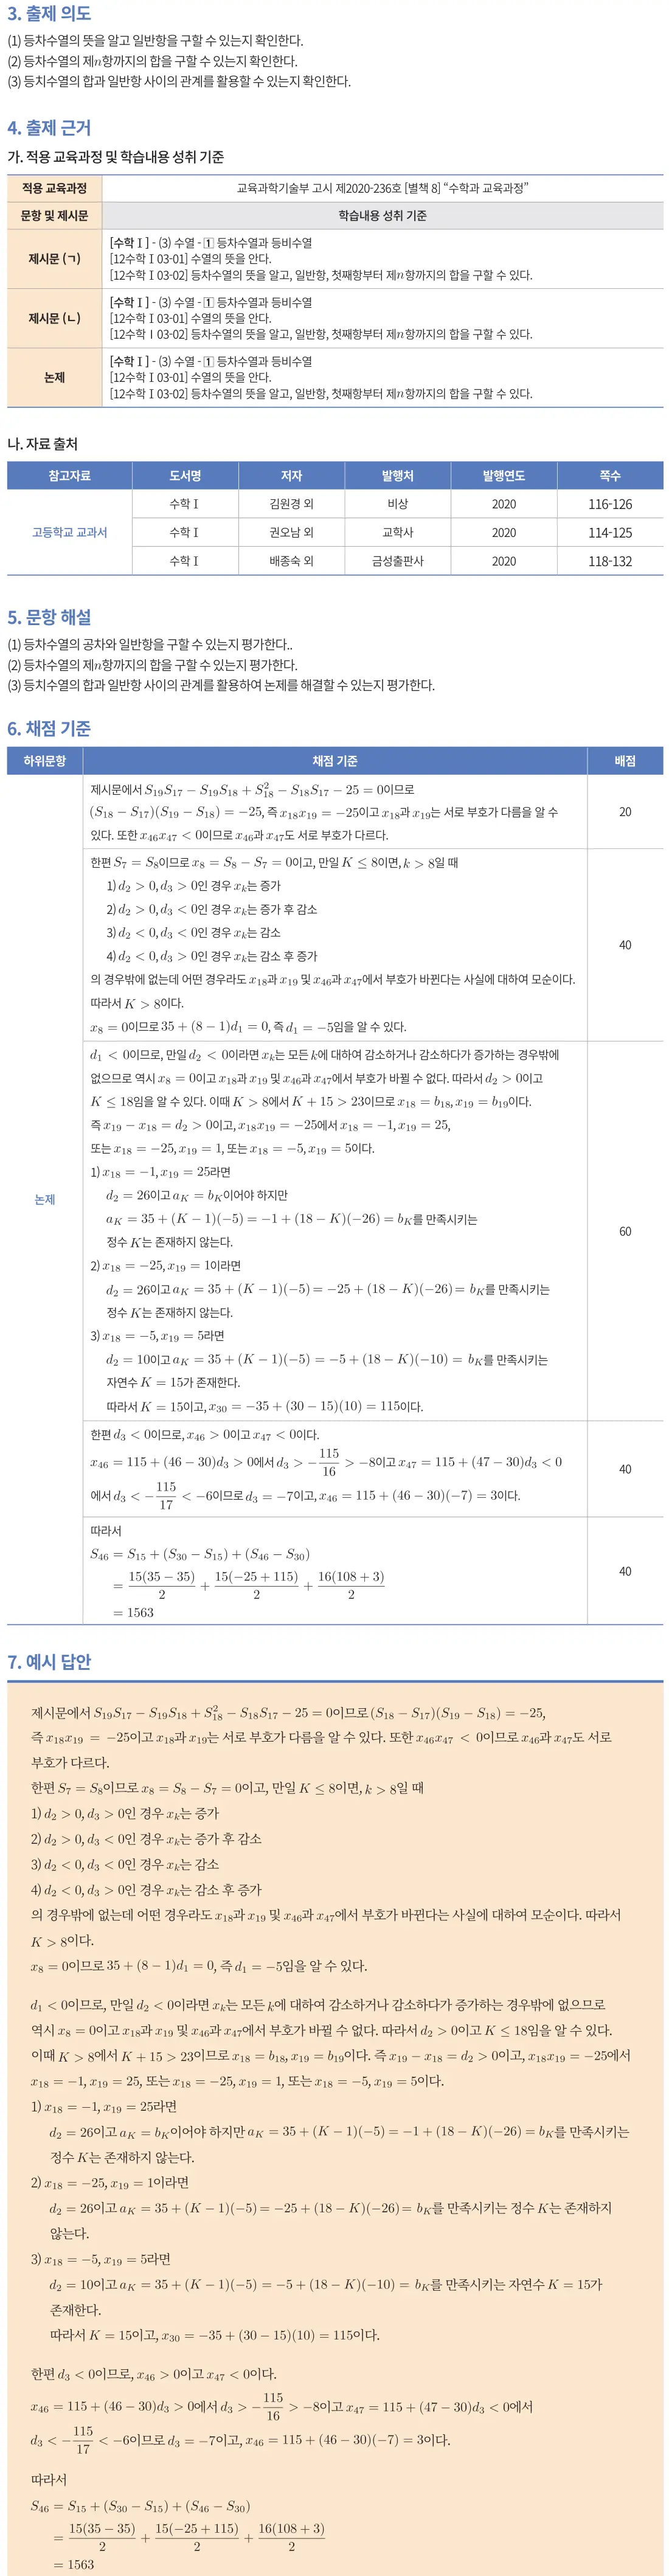 3. 출제 의도
(1) 등차수열의 뜻을 알고 일반항을 구할 수 있는지 확인한다.
(2) 등차수열의 제n항까지의 합을 구할 수 있는지 확인한다.
(3) 등치수열의 합과 일반항 사이의 관계를 활용할 수 있는지 확인한다.
4. 출제 근거
가. 적용 교육과정 및 학습내용 성취 기준
적용 교육과정 교육과학기술부 고시 제2020-236호 [별책 8] “수학과 교육과정”
문항 및 제시문 학습내용 성취 기준
제시문 (ㄱ)
[수학Ⅰ] - (3) 수열 - 1 등차수열과 등비수열
[12수학Ⅰ03-01] 수열의 뜻을 안다.
[12수학Ⅰ03-02] 등차수열의 뜻을 알고, 일반항, 첫째항부터 제n항까지의 합을 구할 수 있다.
제시문 (ㄴ)
[수학Ⅰ] - (3) 수열 - 1 등차수열과 등비수열
[12수학Ⅰ03-01] 수열의 뜻을 안다.
[12수학Ⅰ03-02] 등차수열의 뜻을 알고, 일반항, 첫째항부터 제n항까지의 합을 구할 수 있다.
논제
[수학Ⅰ] - (3) 수열 - 1 등차수열과 등비수열
[12수학Ⅰ03-01] 수열의 뜻을 안다.
[12수학Ⅰ03-02] 등차수열의 뜻을 알고, 일반항, 첫째항부터 제n항까지의 합을 구할 수 있다.
나. 자료 출처
참고자료 도서명 저자 발행처 발행연도 쪽수
고등학교 교과서
수학Ⅰ 김원경 외 비상 2020 116-126
수학Ⅰ 권오남 외 교학사 2020 114-125
수학Ⅰ 배종숙 외 금성출판사 2020 118-132
5. 문항 해설
(1) 등차수열의 공차와 일반항을 구할 수 있는지 평가한다..
(2) 등차수열의 제n항까지의 합을 구할 수 있는지 평가한다.
(3) 등치수열의 합과 일반항 사이의 관계를 활용하여 논제를 해결할 수 있는지 평가한다.
6. 채점 기준
하위문항 채점 기준 배점
논제
제시문에서 S₁₉S₁₇ − S₁₉S₁₈ + S₁₈² − S₁₈S₁₇ − 25 = 0이므로
(S₁₈ − S₁₇)(S₁₉ − S₁₈) = −25, 즉 x₁₈x₁₉ = −25이고 x₁₈과 x₁₉는 서로 부호가 다름을 알 수
있다. 또한 x₄₆x₄₇ < 0이므로 x₄₆과 x₄₇도 서로 부호가 다르다.
20
한편 S₇ = S₈이므로 x₈ = S₈ − S₇ = 0이고, 만일 K ≤ 8이면, k > 8일 때
1) d₂ > 0, d₃ > 0인 경우 xₖ는 증가
2) d₂ > 0, d₃ < 0인 경우 xₖ는 증가 후 감소
3) d₂ < 0, d₃ < 0인 경우 xₖ는 감소
4) d₂ < 0, d₃ > 0인 경우 xₖ는 감소 후 증가
의 경우밖에 없는데 어떤 경우라도 x₁₈과 x₁₉ 및 x₄₆과 x₄₇에서 부호가 바뀐다는 사실에 대하여 모순이다.
따라서 K > 8이다.
x₈ = 0이므로 35 + (8 − 1)d₁ = 0, 즉 d₁ = −5임을 알 수 있다.
40
d₁ < 0이므로, 만일 d₂ < 0이라면 xₖ는 모든 k에 대하여 감소하거나 감소하다가 증가하는 경우밖에
없으므로 역시 x₈ = 0이고 x₁₈과 x₁₉ 및 x₄₆과 x₄₇에서 부호가 바뀔 수 없다. 따라서 d₂ > 0이고
K ≤ 18임을 알 수 있다. 이때 K > 8에서 K + 15 > 23이므로 x₁₈ = b₁₈, x₁₉ = b₁₉이다.
즉 x₁₉ − x₁₈ = d₂ > 0이고, x₁₈x₁₉ = −25에서 x₁₈ = −1, x₁₉ = 25,
또는 x₁₈ = −25, x₁₉ = 1, 또는 x₁₈ = −5, x₁₉ = 5이다.
1) x₁₈ = −1, x₁₉ = 25라면
d₂ = 26이고 a_K = b_K이어야 하지만
a_K = 35 + (K − 1)(−5) = −1 + (18 − K)(−26) = b_K를 만족시키는
정수 K는 존재하지 않는다.
2) x₁₈ = −25, x₁₉ = 1이라면
d₂ = 26이고 a_K = 35 + (K − 1)(−5) = −25 + (18 − K)(−26) = b_K를 만족시키는
정수 K는 존재하지 않는다.
3) x₁₈ = −5, x₁₉ = 5라면
d₂ = 10이고 a_K = 35 + (K − 1)(−5) = −5 + (18 − K)(−10) = b_K를 만족시키는
자연수 K = 15가 존재한다.
따라서 K = 15이고, x₃₀ = −35 + (30 − 15)(10) = 115이다.
60
한편 d₃ < 0이므로, x₄₆ > 0이고 x₄₇ < 0이다.
x₄₆ = 115 + (46 − 30)d₃ > 0에서 d₃ > −115/16 > −8이고 x₄₇ = 115 + (47 − 30)d₃ < 0
에서 d₃ < −115/17 < −6이므로 d₃ = −7이고, x₄₆ = 115 + (46 − 30)(−7) = 3이다.
40
따라서
S₄₆ = S₁₅ + (S₃₀ − S₁₅) + (S₄₆ − S₃₀)
= 15(35 − 35)/2 + 15(−25 + 115)/2 + 16(108 + 3)/2
= 1563
40
7. 예시 답안
제시문에서 S₁₉S₁₇ − S₁₉S₁₈ + S₁₈² − S₁₈S₁₇ − 25 = 0이므로 (S₁₈ − S₁₇)(S₁₉ − S₁₈) = −25,
즉 x₁₈x₁₉ = −25이고 x₁₈과 x₁₉는 서로 부호가 다름을 알 수 있다. 또한 x₄₆x₄₇ < 0이므로 x₄₆과 x₄₇도 서로
부호가 다르다.
한편 S₇ = S₈이므로 x₈ = S₈ − S₇ = 0이고, 만일 K ≤ 8이면, k > 8일 때
1) d₂ > 0, d₃ > 0인 경우 xₖ는 증가
2) d₂ > 0, d₃ < 0인 경우 xₖ는 증가 후 감소
3) d₂ < 0, d₃ < 0인 경우 xₖ는 감소
4) d₂ < 0, d₃ > 0인 경우 xₖ는 감소 후 증가
의 경우밖에 없는데 어떤 경우라도 x₁₈과 x₁₉ 및 x₄₆과 x₄₇에서 부호가 바뀐다는 사실에 대하여 모순이다. 따라서
K > 8이다.
x₈ = 0이므로 35 + (8 − 1)d₁ = 0, 즉 d₁ = −5임을 알 수 있다.
d₁ < 0이므로, 만일 d₂ < 0이라면 xₖ는 모든 k에 대하여 감소하거나 감소하다가 증가하는 경우밖에 없으므로
역시 x₈ = 0이고 x₁₈과 x₁₉ 및 x₄₆과 x₄₇에서 부호가 바뀔 수 없다. 따라서 d₂ > 0이고 K ≤ 18임을 알 수 있다.
이때 K > 8에서 K + 15 > 23이므로 x₁₈ = b₁₈, x₁₉ = b₁₉이다. 즉 x₁₉ − x₁₈ = d₂ > 0이고, x₁₈x₁₉ = −25에서
x₁₈ = −1, x₁₉ = 25, 또는 x₁₈ = −25, x₁₉ = 1, 또는 x₁₈ = −5, x₁₉ = 5이다.
1) x₁₈ = −1, x₁₉ = 25라면
d₂ = 26이고 a_K = b_K이어야 하지만 a_K = 35 + (K − 1)(−5) = −1 + (18 − K)(−26) = b_K를 만족시키는
정수 K는 존재하지 않는다.
2) x₁₈ = −25, x₁₉ = 1이라면
d₂ = 26이고 a_K = 35 + (K − 1)(−5) = −25 + (18 − K)(−26) = b_K를 만족시키는 정수 K는 존재하지
않는다.
3) x₁₈ = −5, x₁₉ = 5라면
d₂ = 10이고 a_K = 35 + (K − 1)(−5) = −5 + (18 − K)(−10) = b_K를 만족시키는 자연수 K = 15가
존재한다.
따라서 K = 15이고, x₃₀ = −35 + (30 − 15)(10) = 115이다.
한편 d₃ < 0이므로, x₄₆ > 0이고 x₄₇ < 0이다.
x₄₆ = 115 + (46 − 30)d₃ > 0에서 d₃ > −115/16 > −8이고 x₄₇ = 115 + (47 − 30)d₃ < 0에서
d₃ < −115/17 < −6이므로 d₃ = −7이고, x₄₆ = 115 + (46 − 30)(−7) = 3이다.
따라서
S₄₆ = S₁₅ + (S₃₀ − S₁₅) + (S₄₆ − S₃₀)
= 15(35 − 35)/2 + 15(−25 + 115)/2 + 16(108 + 3)/2
= 1563